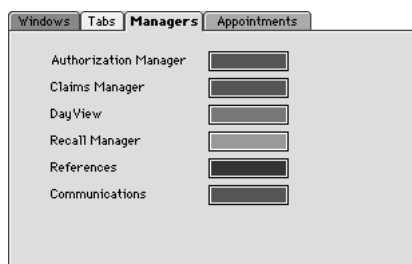 Windows Tabs Managers Appointments
Authorization Manager
Claims Manager
DayView
Recall Manager
References
Communications